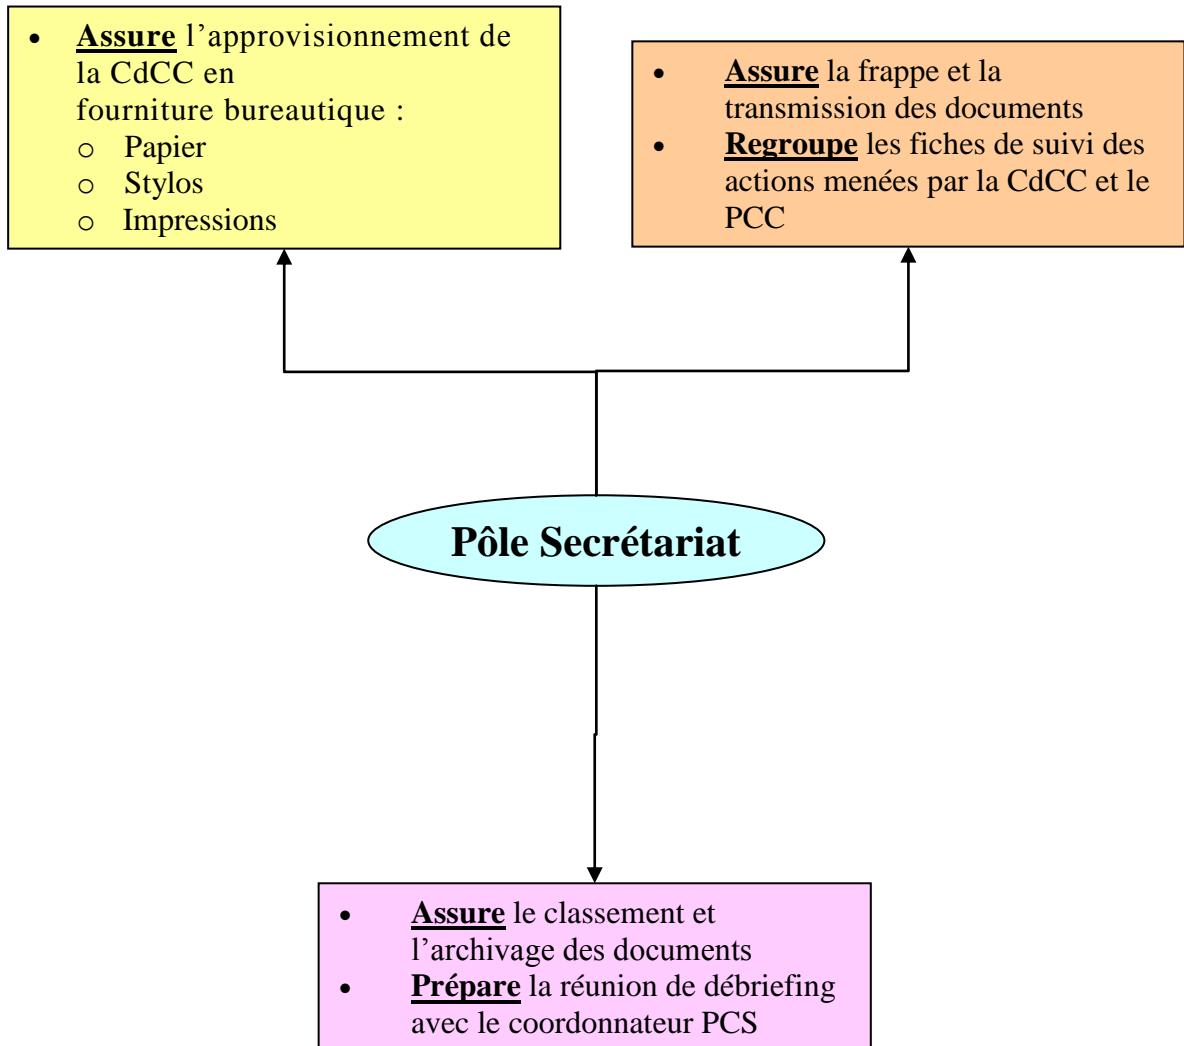 • Assure l’approvisionnement de
la CdCC en
fourniture bureautique :
o Papier
o Stylos
o Impressions
• Assure la frappe et la
transmission des documents
• Regroupe les fiches de suivi des
actions menées par la CdCC et le
PCC
Pôle Secrétariat
• Assure le classement et
l’archivage des documents
• Prépare la réunion de débriefing
avec le coordonnateur PCS